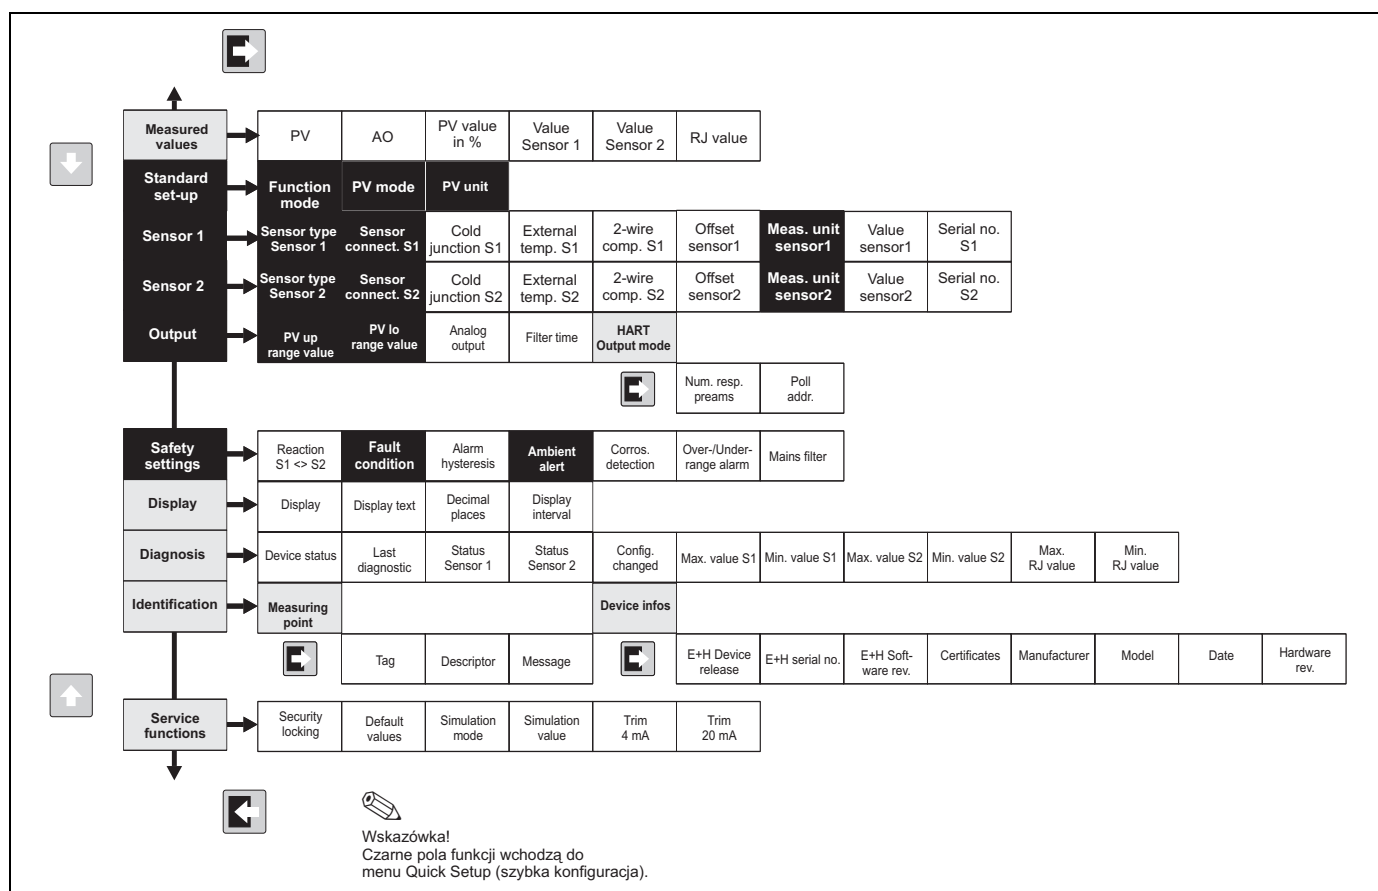 Measured
values
PV
AO
PV value
in %
Value
Sensor 1
Value
Sensor 2
RJ value
Standard
set-up
Function
mode
PV mode
PV unit
Sensor 1
Sensor type
Sensor 1
Sensor
connect. S1
Cold
junction S1
External
temp. S1
2-wire
comp. S1
Offset
sensor1
Meas. unit
sensor1
Value
sensor1
Serial no.
S1
Sensor 2
Sensor type
Sensor 2
Sensor
connect. S2
Cold
junction S2
External
temp. S2
2-wire
comp. S2
Offset
sensor2
Meas. unit
sensor2
Value
sensor2
Serial no.
S2
Output
PV up
range value
PV lo
range value
Analog
output
Filter time
HART
Output mode
Num. resp.
preams
Poll
addr.
Safety
settings
Reaction
S1 <> S2
Fault
condition
Alarm
hysteresis
Ambient
alert
Corros.
detection
Over-/Under-
range alarm
Mains filter
Display
Display
Display text
Decimal
places
Display
interval
Diagnosis
Device status
Last
diagnostic
Status
Sensor 1
Status
Sensor 2
Config.
changed
Max. value S1
Min. value S1
Max. value S2
Min. value S2
Max.
RJ value
Min.
RJ value
Identification
Measuring
point
Device infos
Tag
Descriptor
Message
E+H Device
release
E+H serial no.
E+H Soft-
ware rev.
Certificates
Manufacturer
Model
Date
Hardware
rev.
Service
functions
Security
locking
Default
values
Simulation
mode
Simulation
value
Trim
4 mA
Trim
20 mA
Wskazówka!
Czarne pola funkcji wchodzą do
menu Quick Setup (szybka konfiguracja).